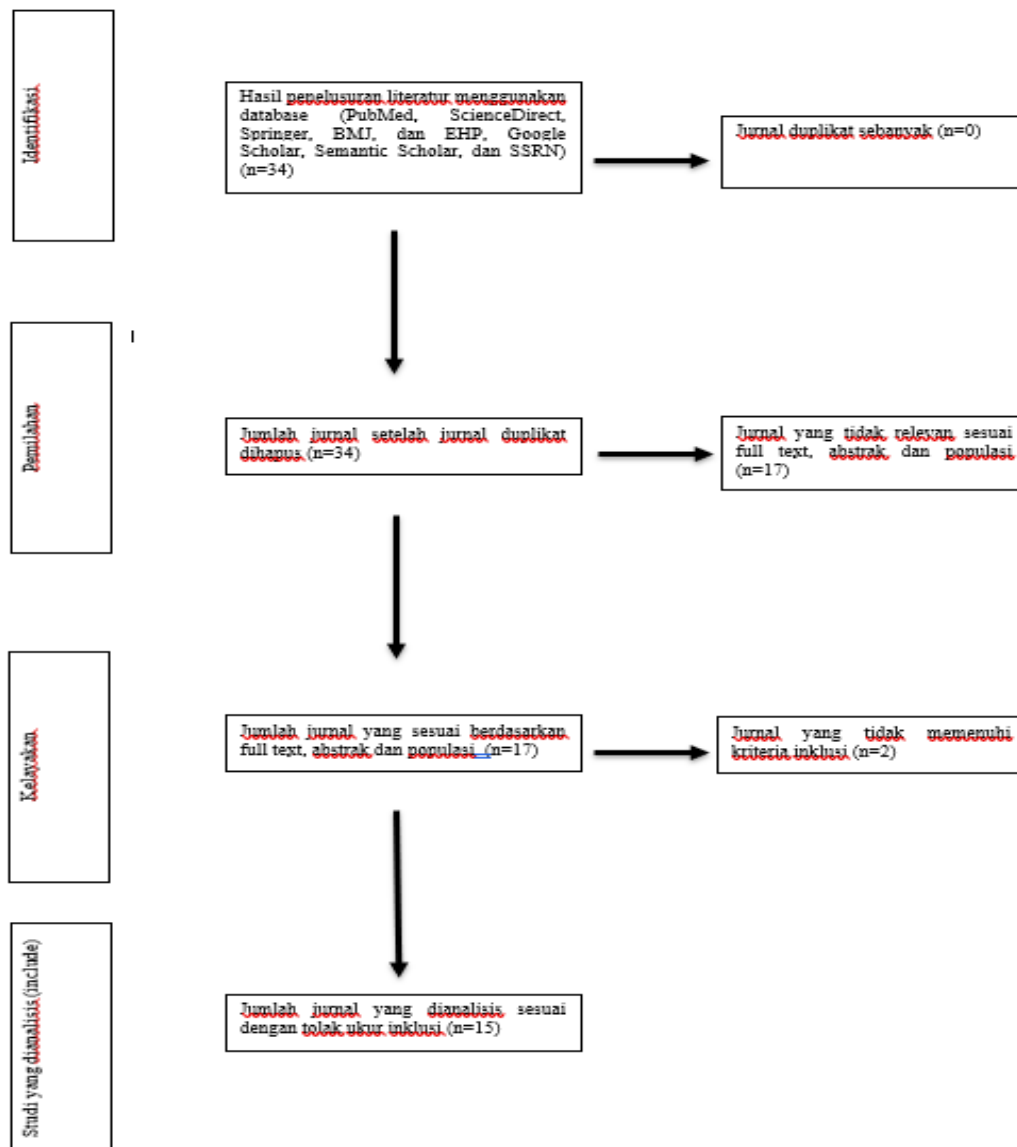 Identifikasi
Hasil penelusuran literatur menggunakan
database (PubMed, ScienceDirect,
Springer, BMJ, dan EHP, Google
Scholar, Semantic Scholar, dan SSRN)
(n=34)
Jurnal duplikat sebanyak (n=0)
Pemilahan
Jumlah jurnal setelah jurnal duplikat
dihapus (n=34)
Jurnal yang tidak relevan sesuai
full text, abstrak dan populasi
(n=17)
Kelayakan
Jumlah jurnal yang sesuai berdasarkan
full text, abstrak dan populasi (n=17)
Jurnal yang tidak memenuhi
kriteria inklusi (n=2)
Studi yang dianalisis (include)
Jumlah jurnal yang dianalisis sesuai
dengan tolak ukur inklusi (n=15)